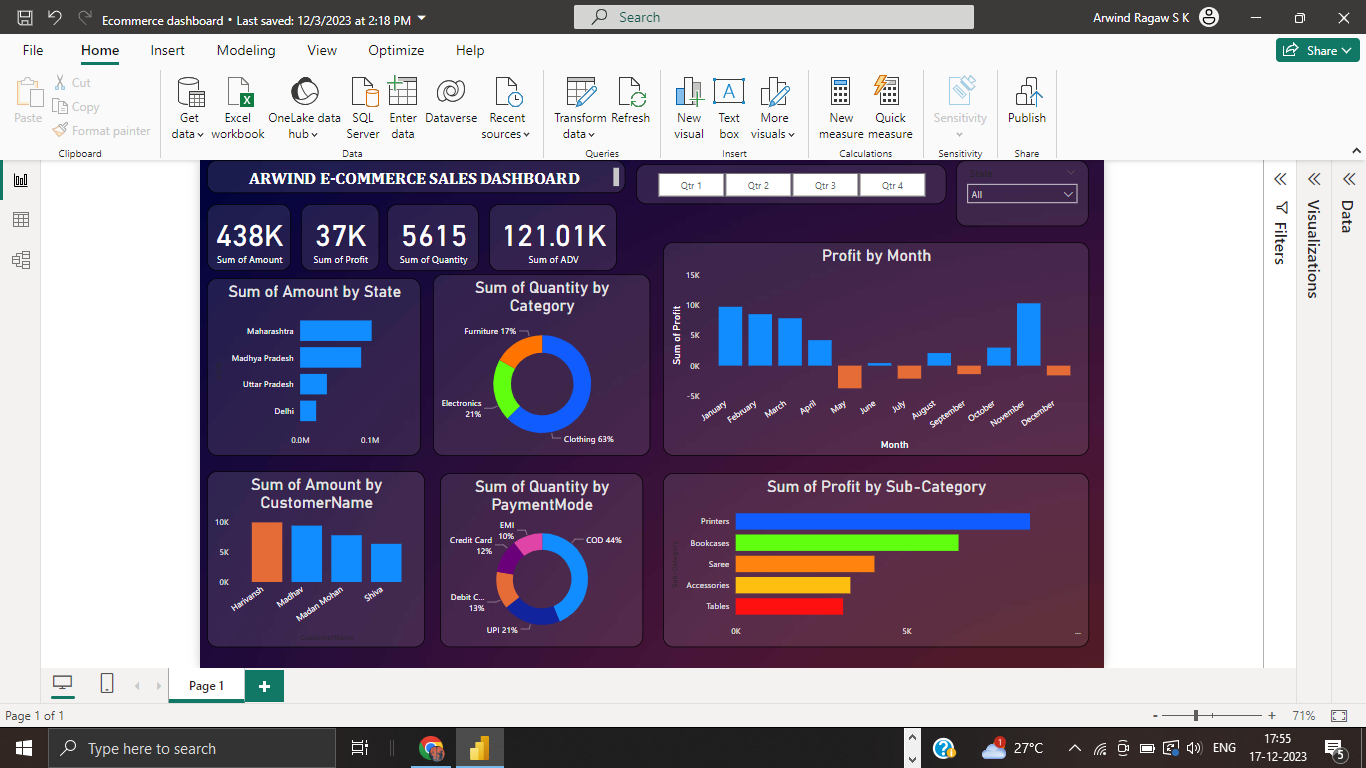 Ecommerce dashboard • Last saved: 12/3/2023 at 2:18 PM
Search
Arwind Ragaw S K
File Home Insert Modeling View Optimize Help
Share
Paste
Cut
Copy
Format painter
Clipboard
Get data
Excel workbook
OneLake data hub
SQL Server
Enter data
Dataverse
Recent sources
Data
Transform data
Refresh
Queries
New visual
Text box
More visuals
Insert
New measure
Quick measure
Calculations
Sensitivity
Sensitivity
Publish
Share
ARWIND E-COMMERCE SALES DASHBOARD
Qtr 1 Qtr 2 Qtr 3 Qtr 4
State
All
438K
Sum of Amount
37K
Sum of Profit
5615
Sum of Quantity
121.01K
Sum of ADV
Sum of Amount by State
Maharashtra
Madhya Pradesh
Uttar Pradesh
Delhi
0.0M 0.1M
Sum of Quantity by
Category
Furniture 17%
Electronics
21%
Clothing 63%
Profit by Month
Sum of Profit
15K
10K
5K
0K
-5K
January February March April May June July August September October November December
Month
Sum of Amount by
CustomerName
10K
5K
0K
Harivansh Madhav Madan Mohan Shiva
CustomerName
Sum of Quantity by
PaymentMode
EMI
10%
Credit Card
12%
COD 44%
Debit C...
13%
UPI 21%
Sum of Profit by Sub-Category
Sub-Category
Printers
Bookcases
Saree
Accessories
Tables
0K 5K
Filters
Visualizations
Data
Page 1
Page 1 of 1
- + 71%
Type here to search
1
27°C
ENG
17:55
17-12-2023
5